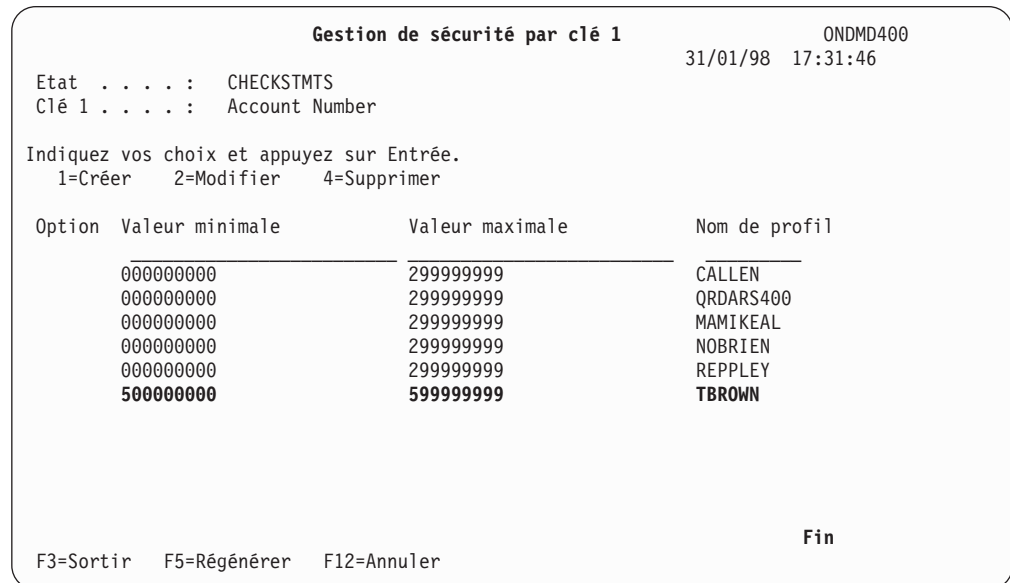 Gestion de sécurité par clé 1 ONDMD400
31/01/98 17:31:46
Etat . . . . : CHECKSTMTS
Clé 1 . . . . : Account Number
Indiquez vos choix et appuyez sur Entrée.
1=Créer 2=Modifier 4=Supprimer
Option Valeur minimale Valeur maximale Nom de profil
_________________________ _________________________ _________
000000000 299999999 CALLEN
000000000 299999999 QRDARS400
000000000 299999999 MAMIKEAL
000000000 299999999 NOBRIEN
000000000 299999999 REPPLEY
500000000 599999999 TBROWN
Fin
F3=Sortir F5=Régénérer F12=Annuler